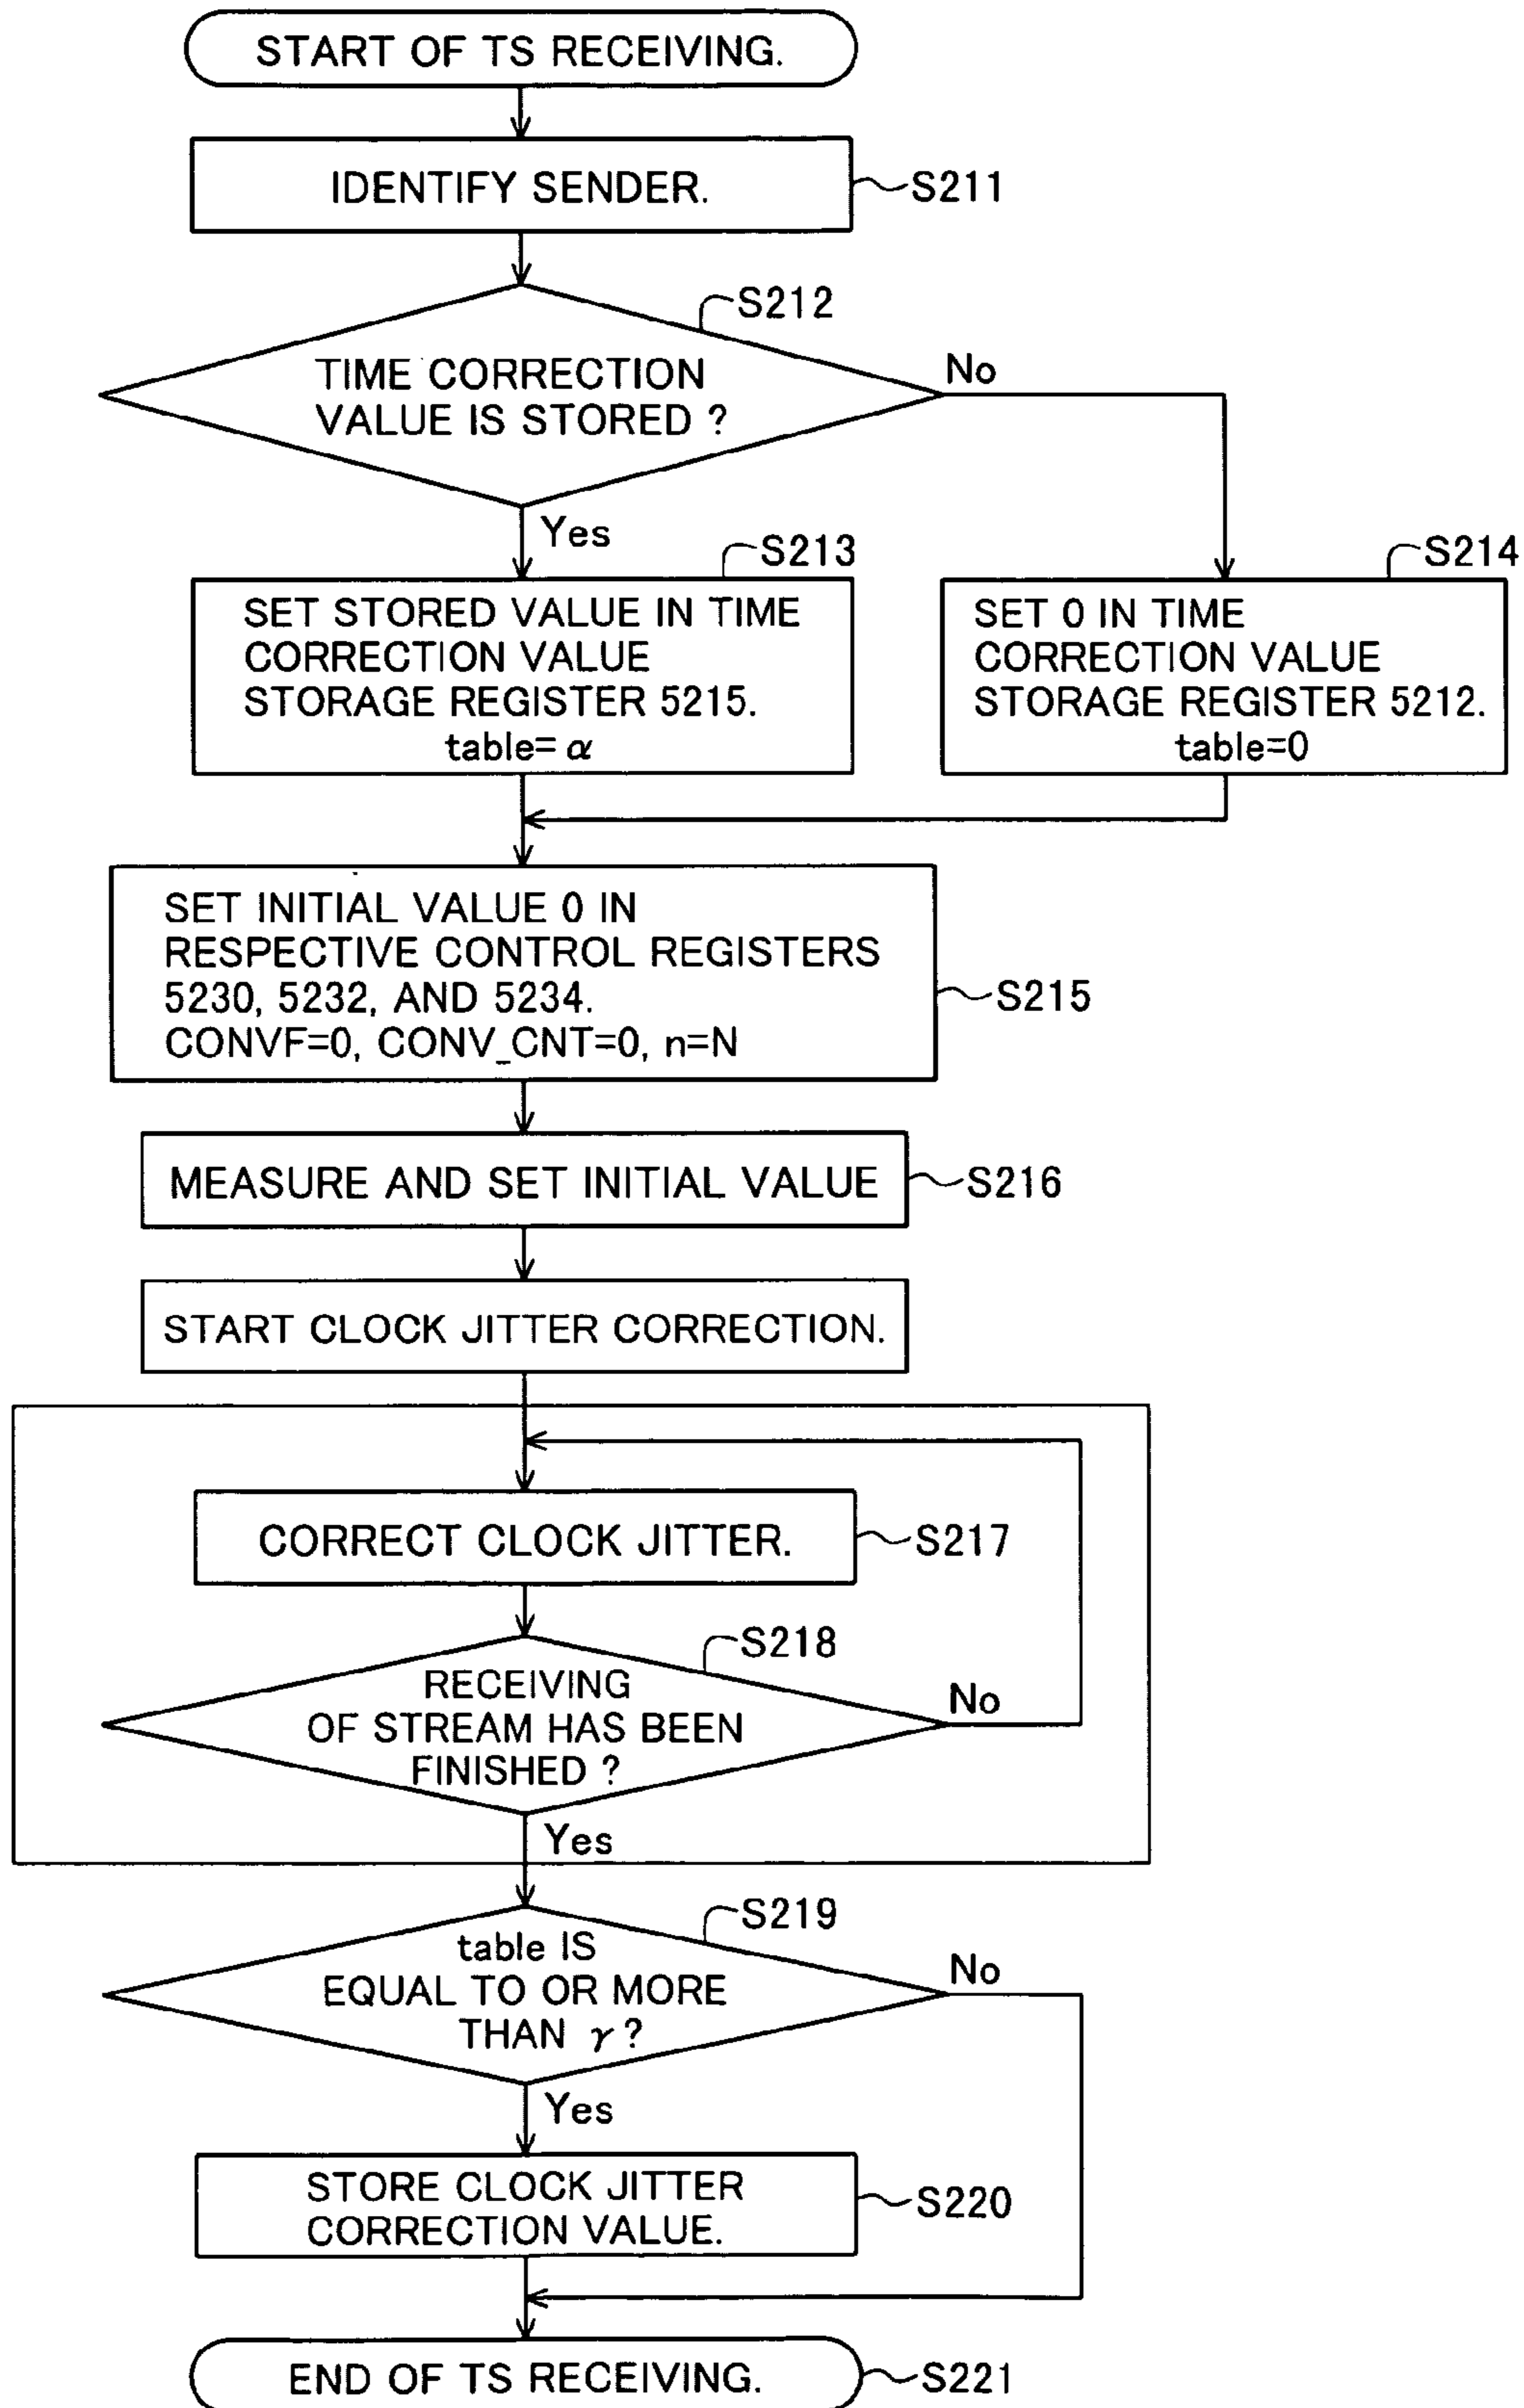 START OF TS RECEIVING.
IDENTIFY SENDER.
S211
S212
TIME CORRECTION
VALUE IS STORED ?
No
Yes
S213
SET STORED VALUE IN TIME
CORRECTION VALUE
STORAGE REGISTER 5215.
table= α
S214
SET 0 IN TIME
CORRECTION VALUE
STORAGE REGISTER 5212.
table=0
SET INITIAL VALUE 0 IN
RESPECTIVE CONTROL REGISTERS
5230, 5232, AND 5234.
CONVF=0, CONV_CNT=0, n=N
S215
MEASURE AND SET INITIAL VALUE
S216
START CLOCK JITTER CORRECTION.
CORRECT CLOCK JITTER.
S217
S218
RECEIVING
OF STREAM HAS BEEN
FINISHED ?
No
Yes
S219
table IS
EQUAL TO OR MORE
THAN γ ?
No
Yes
STORE CLOCK JITTER
CORRECTION VALUE.
S220
END OF TS RECEIVING.
S221